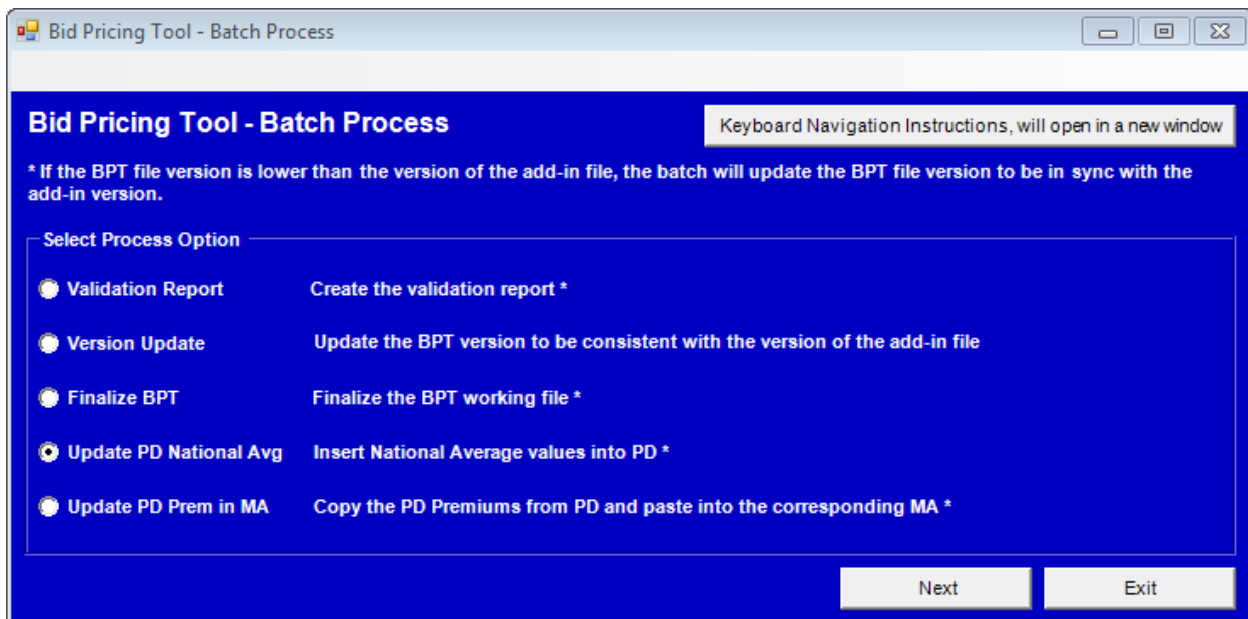 Bid Pricing Tool - Batch Process
Bid Pricing Tool - Batch Process
Keyboard Navigation Instructions, will open in a new window
* If the BPT file version is lower than the version of the add-in file, the batch will update the BPT file version to be in sync with the
add-in version.
Select Process Option
Validation Report Create the validation report *
Version Update Update the BPT version to be consistent with the version of the add-in file
Finalize BPT Finalize the BPT working file *
Update PD National Avg Insert National Average values into PD *
Update PD Prem in MA Copy the PD Premiums from PD and paste into the corresponding MA *
Next Exit